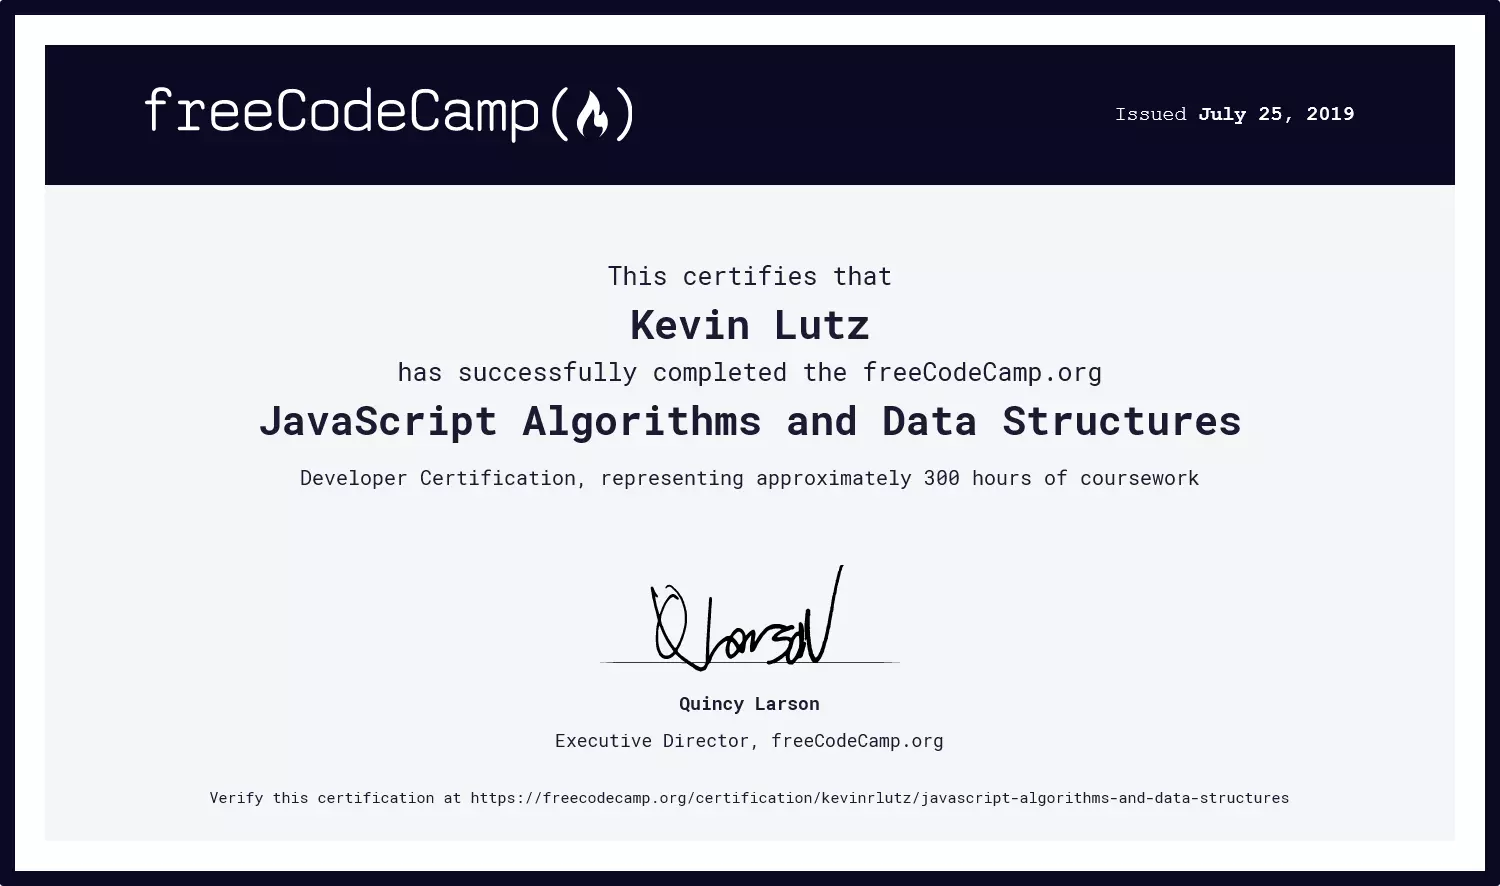 freeCodeCamp()
Issued July 25, 2019
This certifies that
Kevin Lutz
has successfully completed the freeCodeCamp.org
JavaScript Algorithms and Data Structures
Developer Certification, representing approximately 300 hours of coursework
Q Larson
Quincy Larson
Executive Director, freeCodeCamp.org
Verify this certification at https://freecodecamp.org/certification/kevinrlutz/javascript-algorithms-and-data-structures